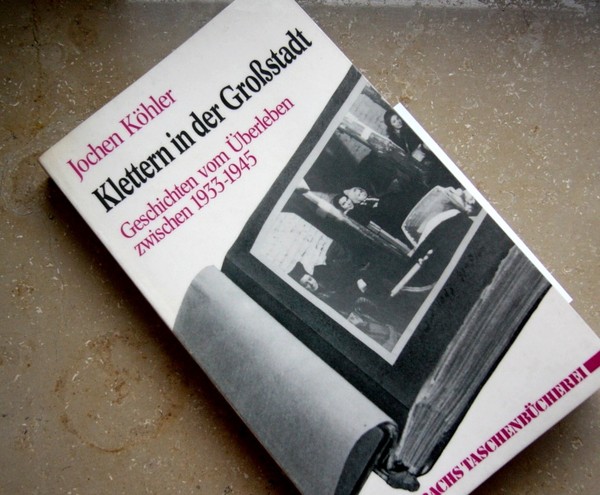 Jochen Köhler
Klettern in der Großstadt
Geschichten vom Überleben
zwischen 1933-1945
TASCHENBÜCHEREI